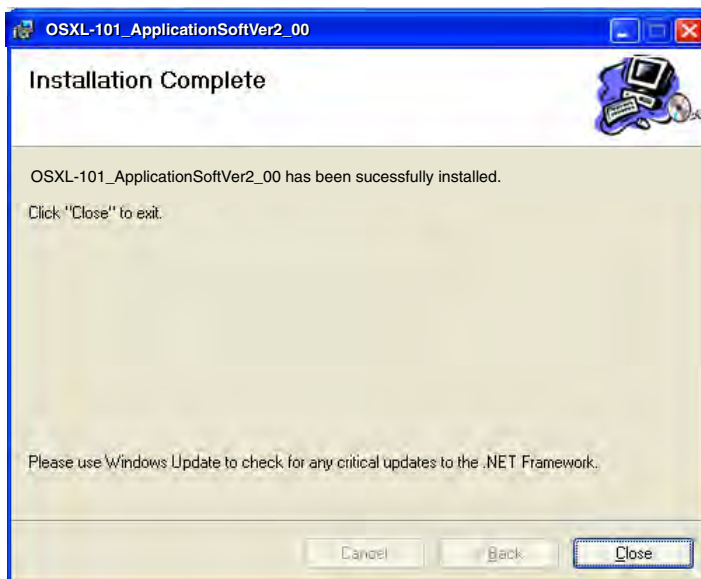 OSXL-101_ApplicationSoftVer2_00
Installation Complete
OSXL-101_ApplicationSoftVer2_00 has been sucessfully installed.
Click "Close" to exit.
Please use Windows Update to check for any critical updates to the .NET Framework.
Cancel
Back
Close